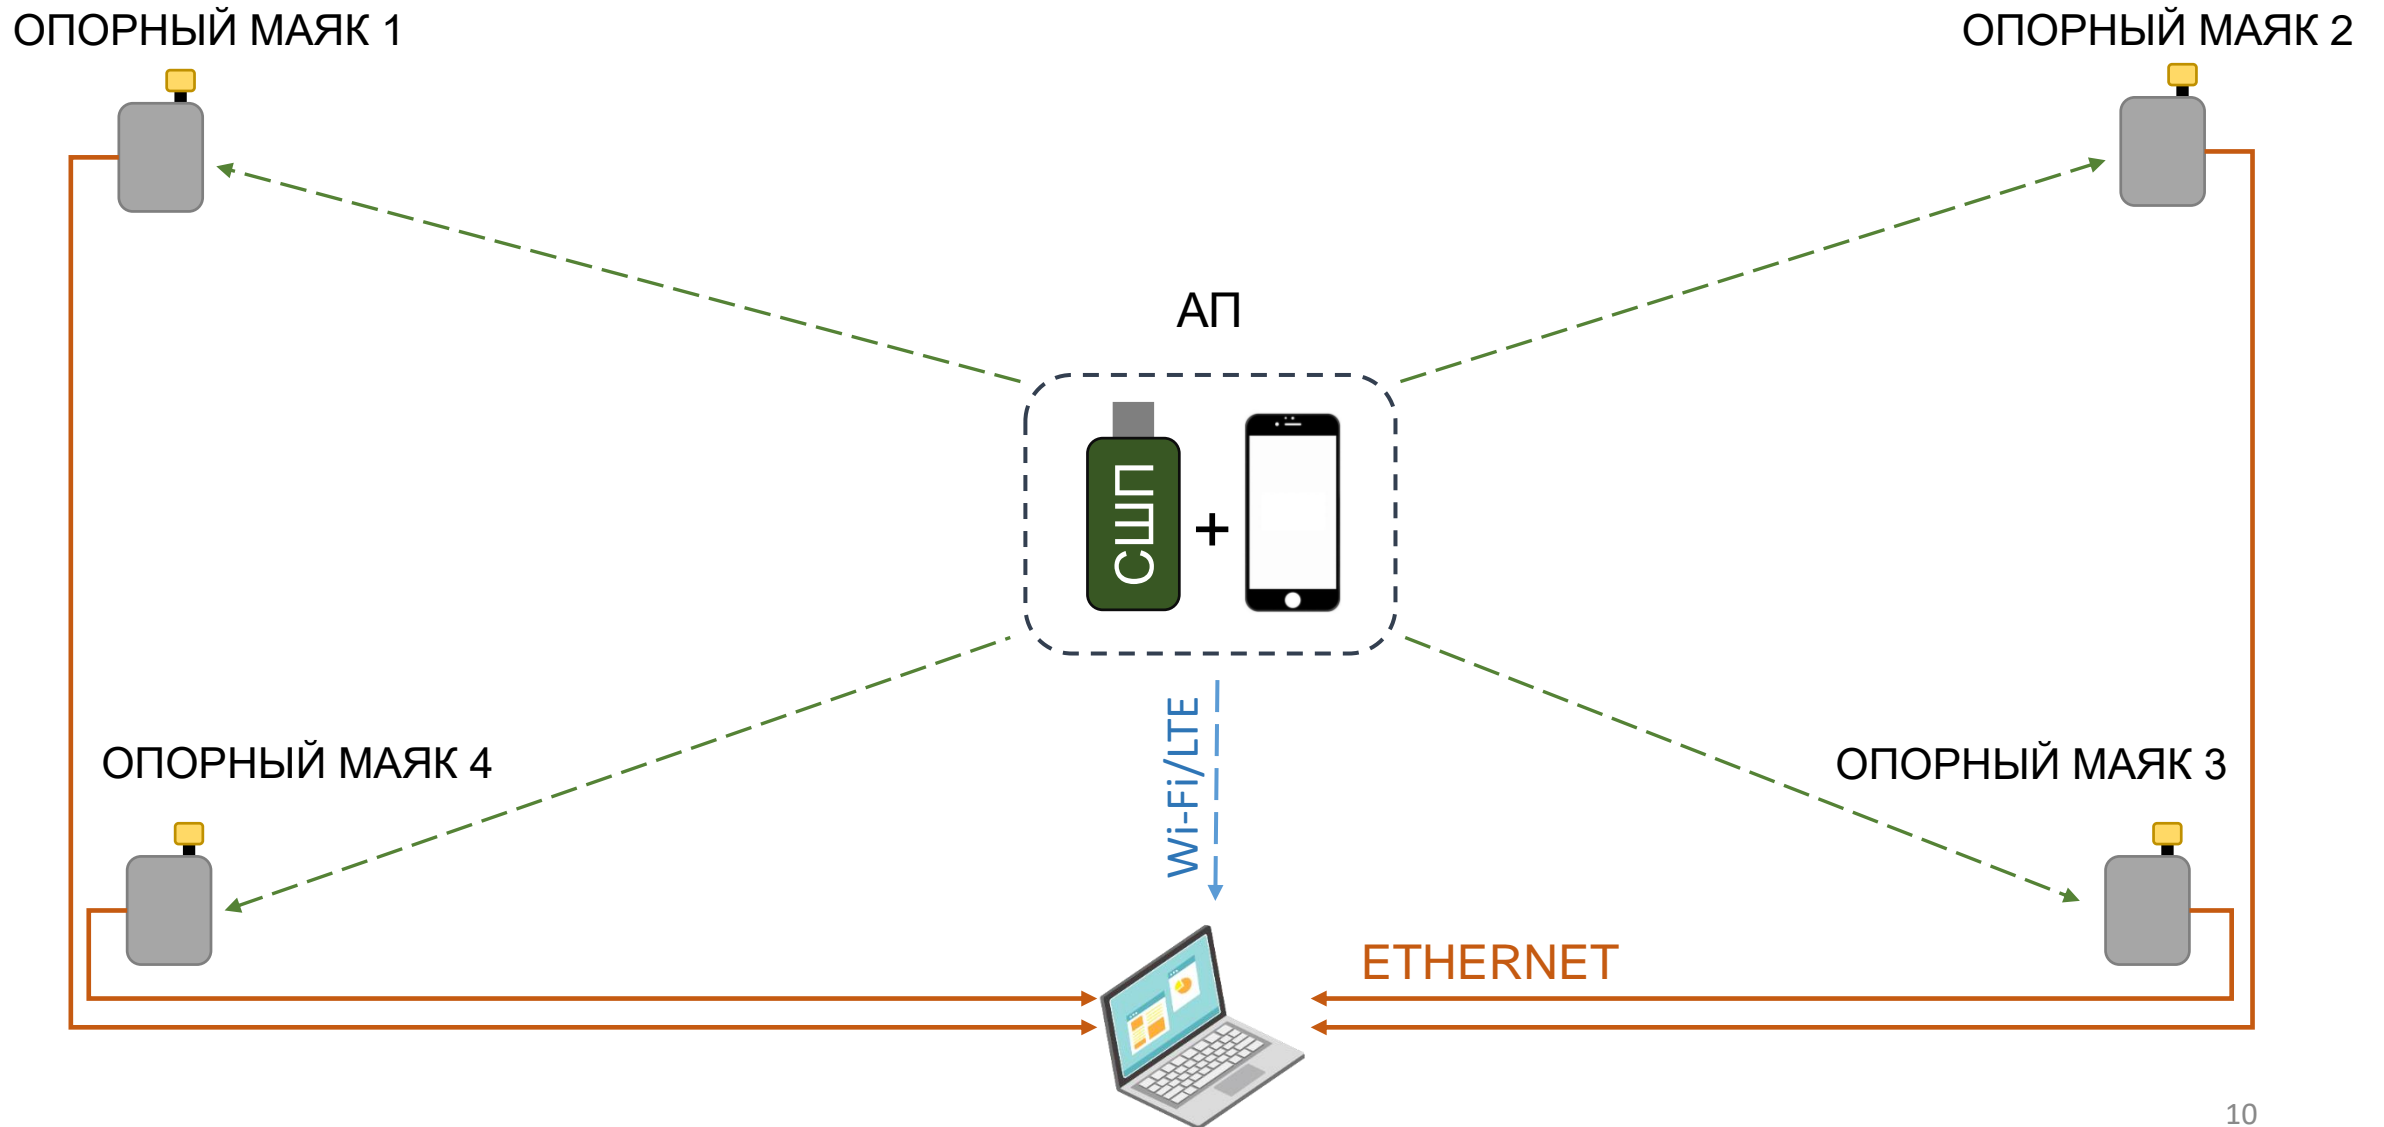 ОПОРНЫЙ МАЯК 1
ОПОРНЫЙ МАЯК 2
АП
СШП
+
Wi-Fi/LTE
ОПОРНЫЙ МАЯК 4
ОПОРНЫЙ МАЯК 3
ETHERNET
10